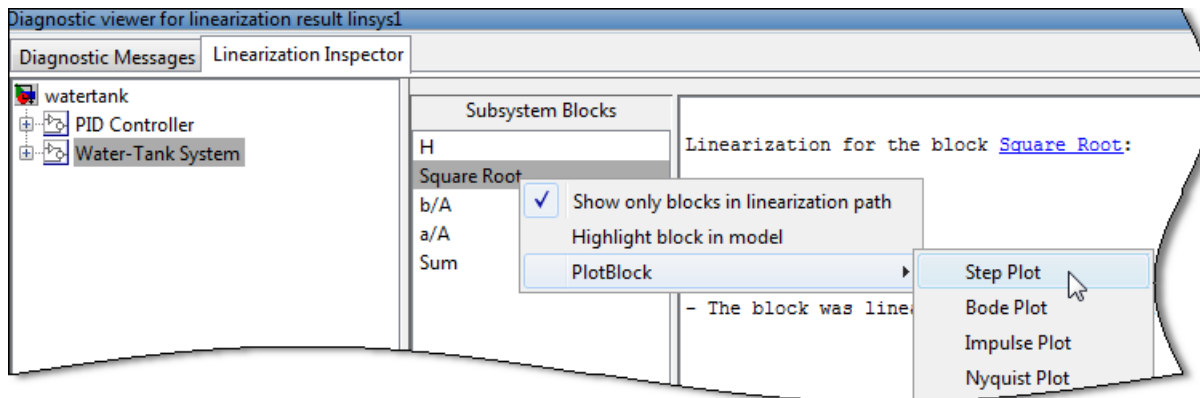 Diagnostic viewer for linearization result linsys1
Diagnostic Messages
Linearization Inspector
watertank
PID Controller
Water-Tank System
Subsystem Blocks
H
Square Root
b/A
a/A
Sum
Linearization for the block Square Root:
Show only blocks in linearization path
Highlight block in model
PlotBlock
Step Plot
Bode Plot
Impulse Plot
Nyquist Plot
- The block was